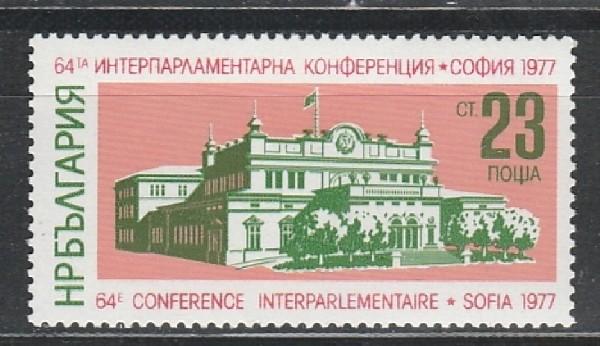 64ТА ИНТЕРПАРЛАМЕНТАРНА КОНФЕРЕНЦИЯ ★ СОФИЯ 1977
НРБЪЛГАРИЯ
СТ. 23
ПОЩА
64E CONFERENCE INTERPARLEMENTAIRE ★ SOFIA 1977